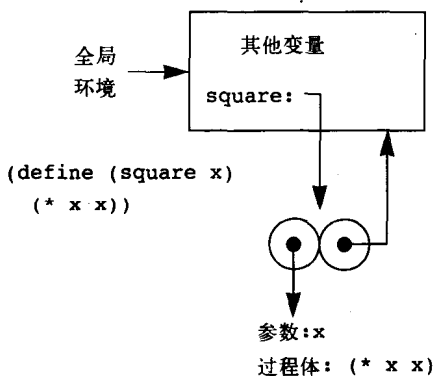 其他变量
全局
环境
square:
(define (square x)
(* x x))
参数:x
过程体: (* x x)